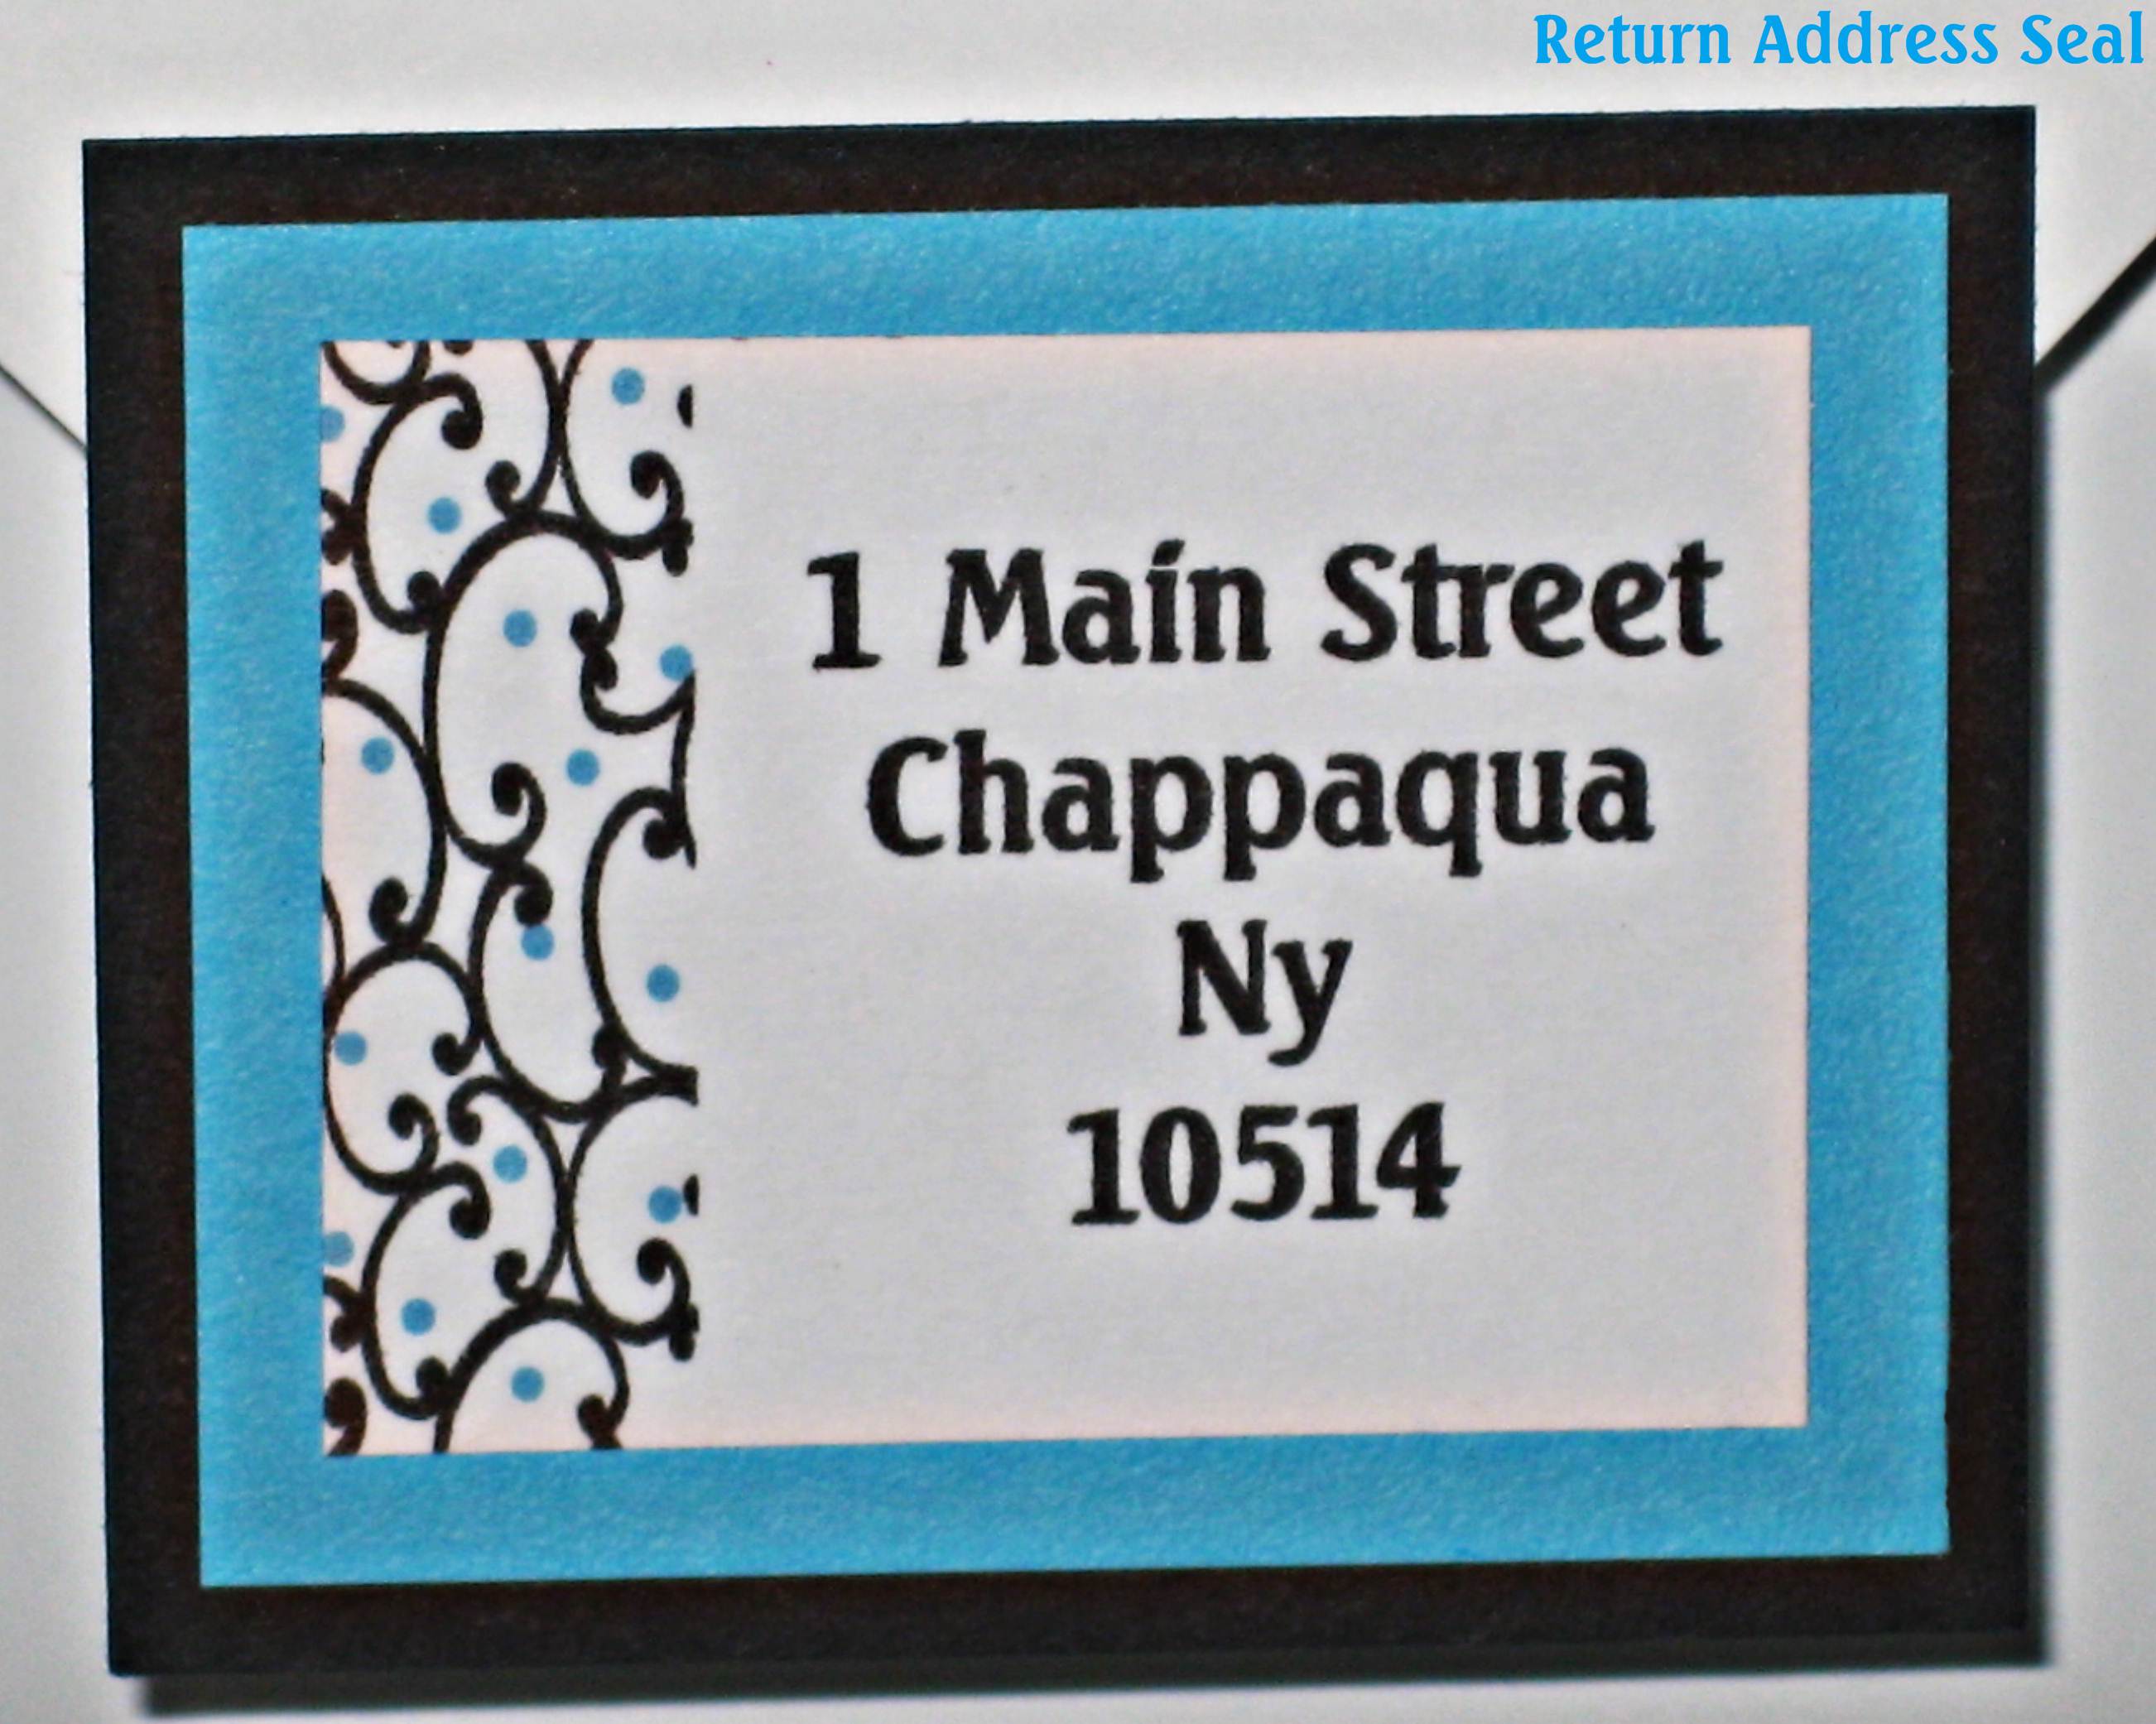 Return Address Seal
1 Main Street
Chappaqua
Ny
10514